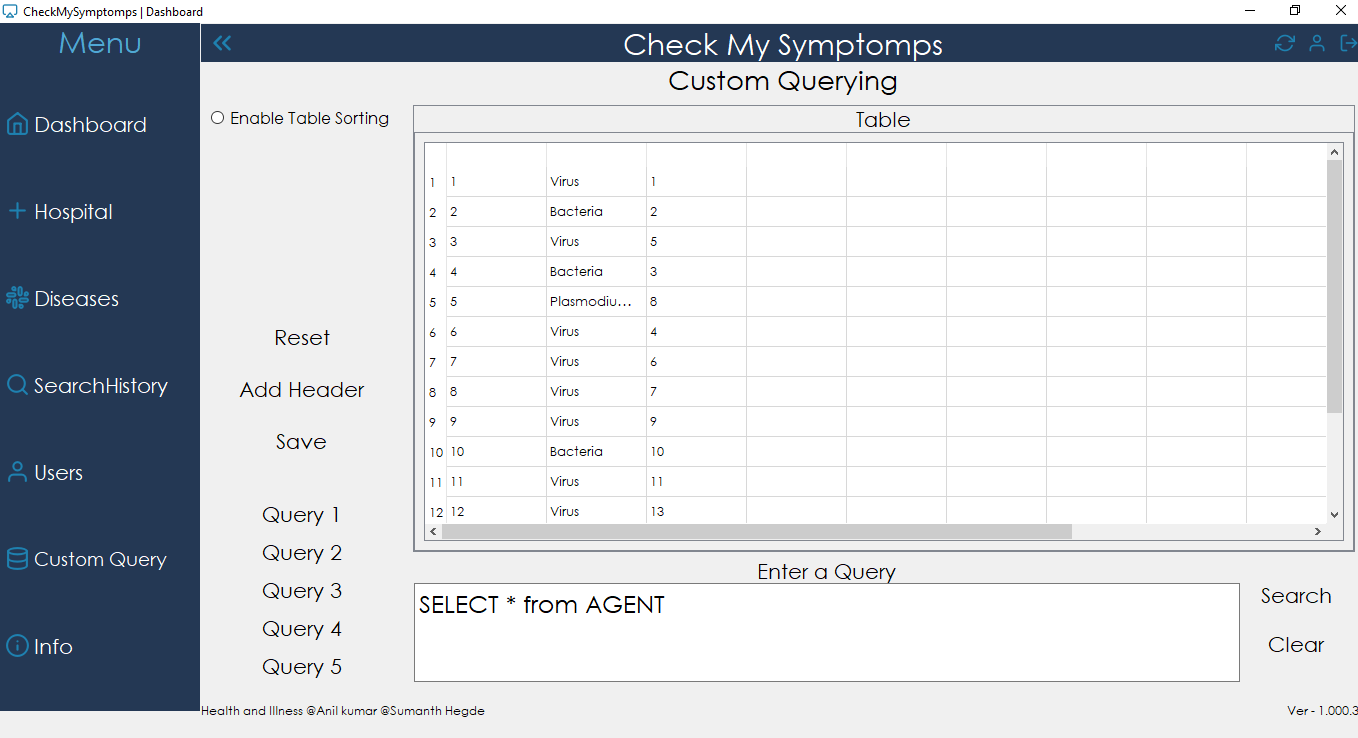 CheckMySymptomps | Dashboard
Menu
Check My Symptomps
Custom Querying
Dashboard
Hospital
Diseases
SearchHistory
Users
Custom Query
Info
Enable Table Sorting
Reset
Add Header
Save
Query 1
Query 2
Query 3
Query 4
Query 5
Table
1 1 Virus 1
2 2 Bacteria 2
3 3 Virus 5
4 4 Bacteria 3
5 5 Plasmodiu... 8
6 6 Virus 4
7 7 Virus 6
8 8 Virus 7
9 9 Virus 9
10 10 Bacteria 10
11 11 Virus 11
12 12 Virus 13
Enter a Query
SELECT * from AGENT
Search
Clear
Health and Illness @Anil kumar @Sumanth Hegde
Ver - 1.000.3